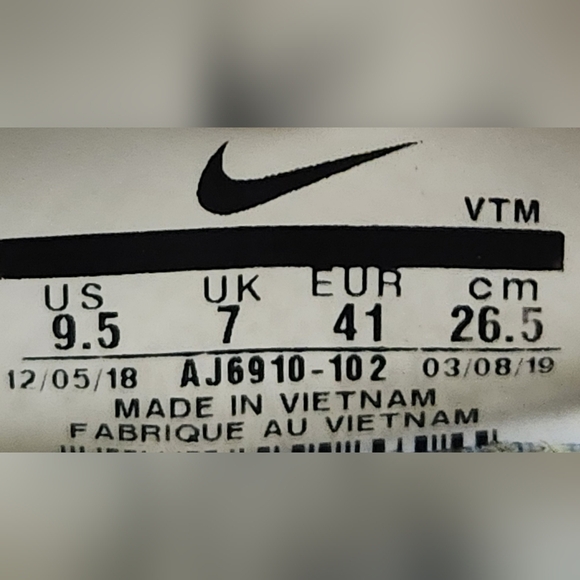 VTM
US UK EUR cm
9.5 7 41 26.5
12/05/18 AJ6910-102 03/08/19
MADE IN VIETNAM
FABRIQUE AU VIETNAM